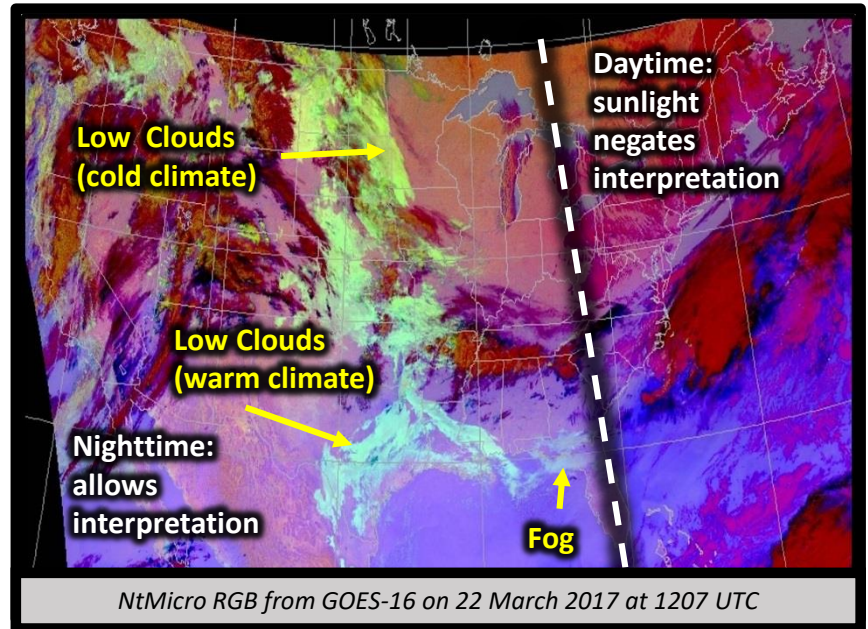 Daytime:
sunlight
negates
interpretation
Low Clouds
(cold climate)
Low Clouds
(warm climate)
Nighttime:
allows
interpretation
Fog
NtMicro RGB from GOES-16 on 22 March 2017 at 1207 UTC